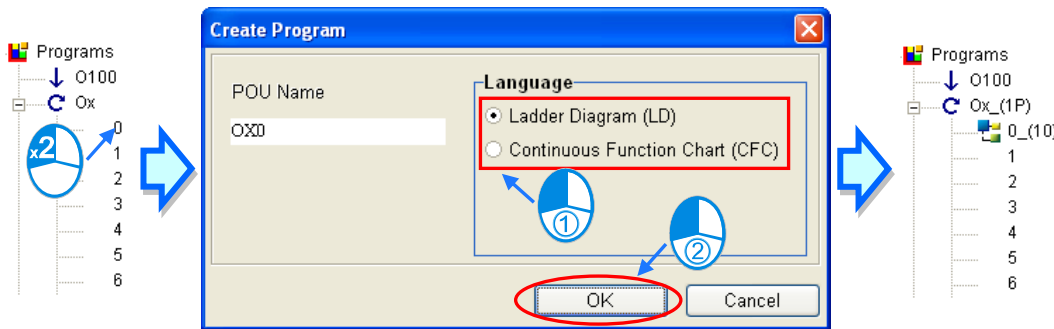 Programs
O100
Ox
0
1
2
3
4
5
6
x2
Create Program
POU Name
OX0
Language
Ladder Diagram (LD)
Continuous Function Chart (CFC)
①
②
OK
Cancel
Programs
O100
Ox_(1P)
0_(10)
1
2
3
4
5
6